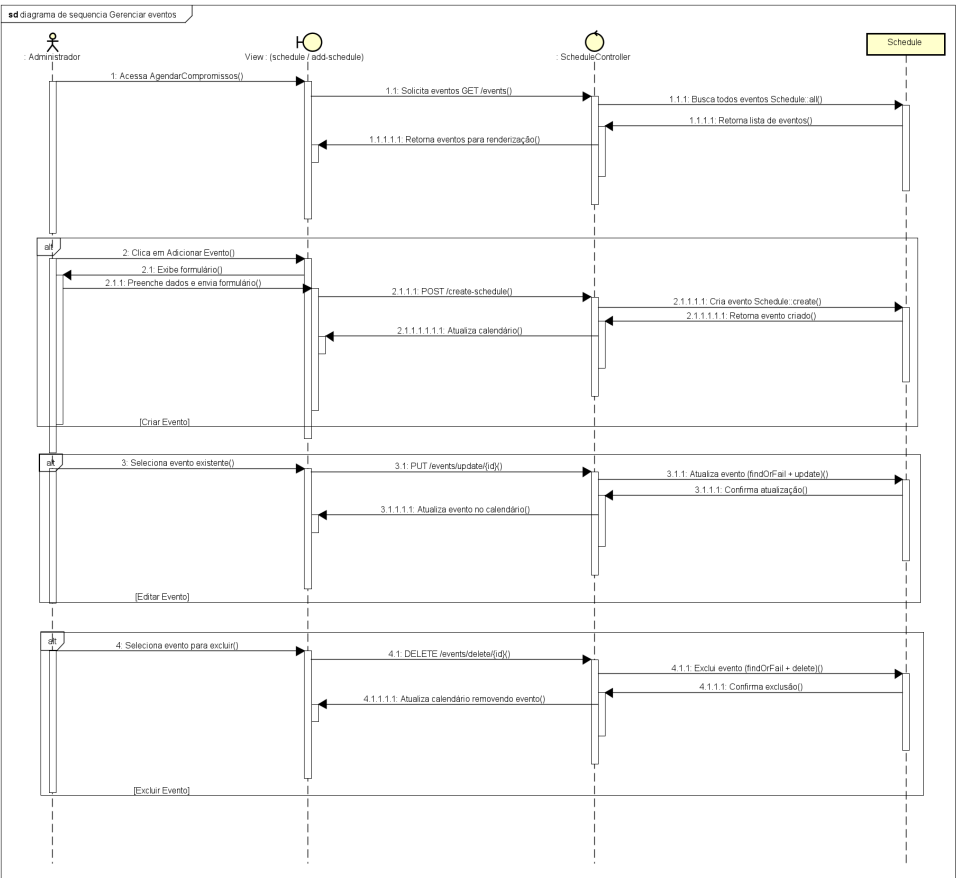 sd diagrama de sequencia Gerenciar eventos
: Administrador
View : (schedule / add-schedule)
: ScheduleController
Schedule
1: Acessa AgendarCompromissos()
1.1: Solicita eventos GET /events()
1.1.1: Busca todos eventos Schedule::all()
1.1.1.1: Retorna lista de eventos()
1.1.1.1.1: Retorna eventos para renderização()
alt
2: Clica em Adicionar Evento()
2.1: Exibe formulário()
2.1.1: Preenche dados e envia formulário()
2.1.1.1: POST /create-schedule()
2.1.1.1.1: Cria evento Schedule::create()
2.1.1.1.1.1: Retorna evento criado()
2.1.1.1.1.1.1: Atualiza calendário()
[Criar Evento]
alt
3: Seleciona evento existente()
3.1: PUT /events/update/{id}()
3.1.1: Atualiza evento (findOrFail + update)()
3.1.1.1: Confirma atualização()
3.1.1.1.1: Atualiza evento no calendário()
[Editar Evento]
alt
4: Seleciona evento para excluir()
4.1: DELETE /events/delete/{id}()
4.1.1: Exclui evento (findOrFail + delete)()
4.1.1.1: Confirma exclusão()
4.1.1.1.1: Atualiza calendário removendo evento()
[Excluir Evento]